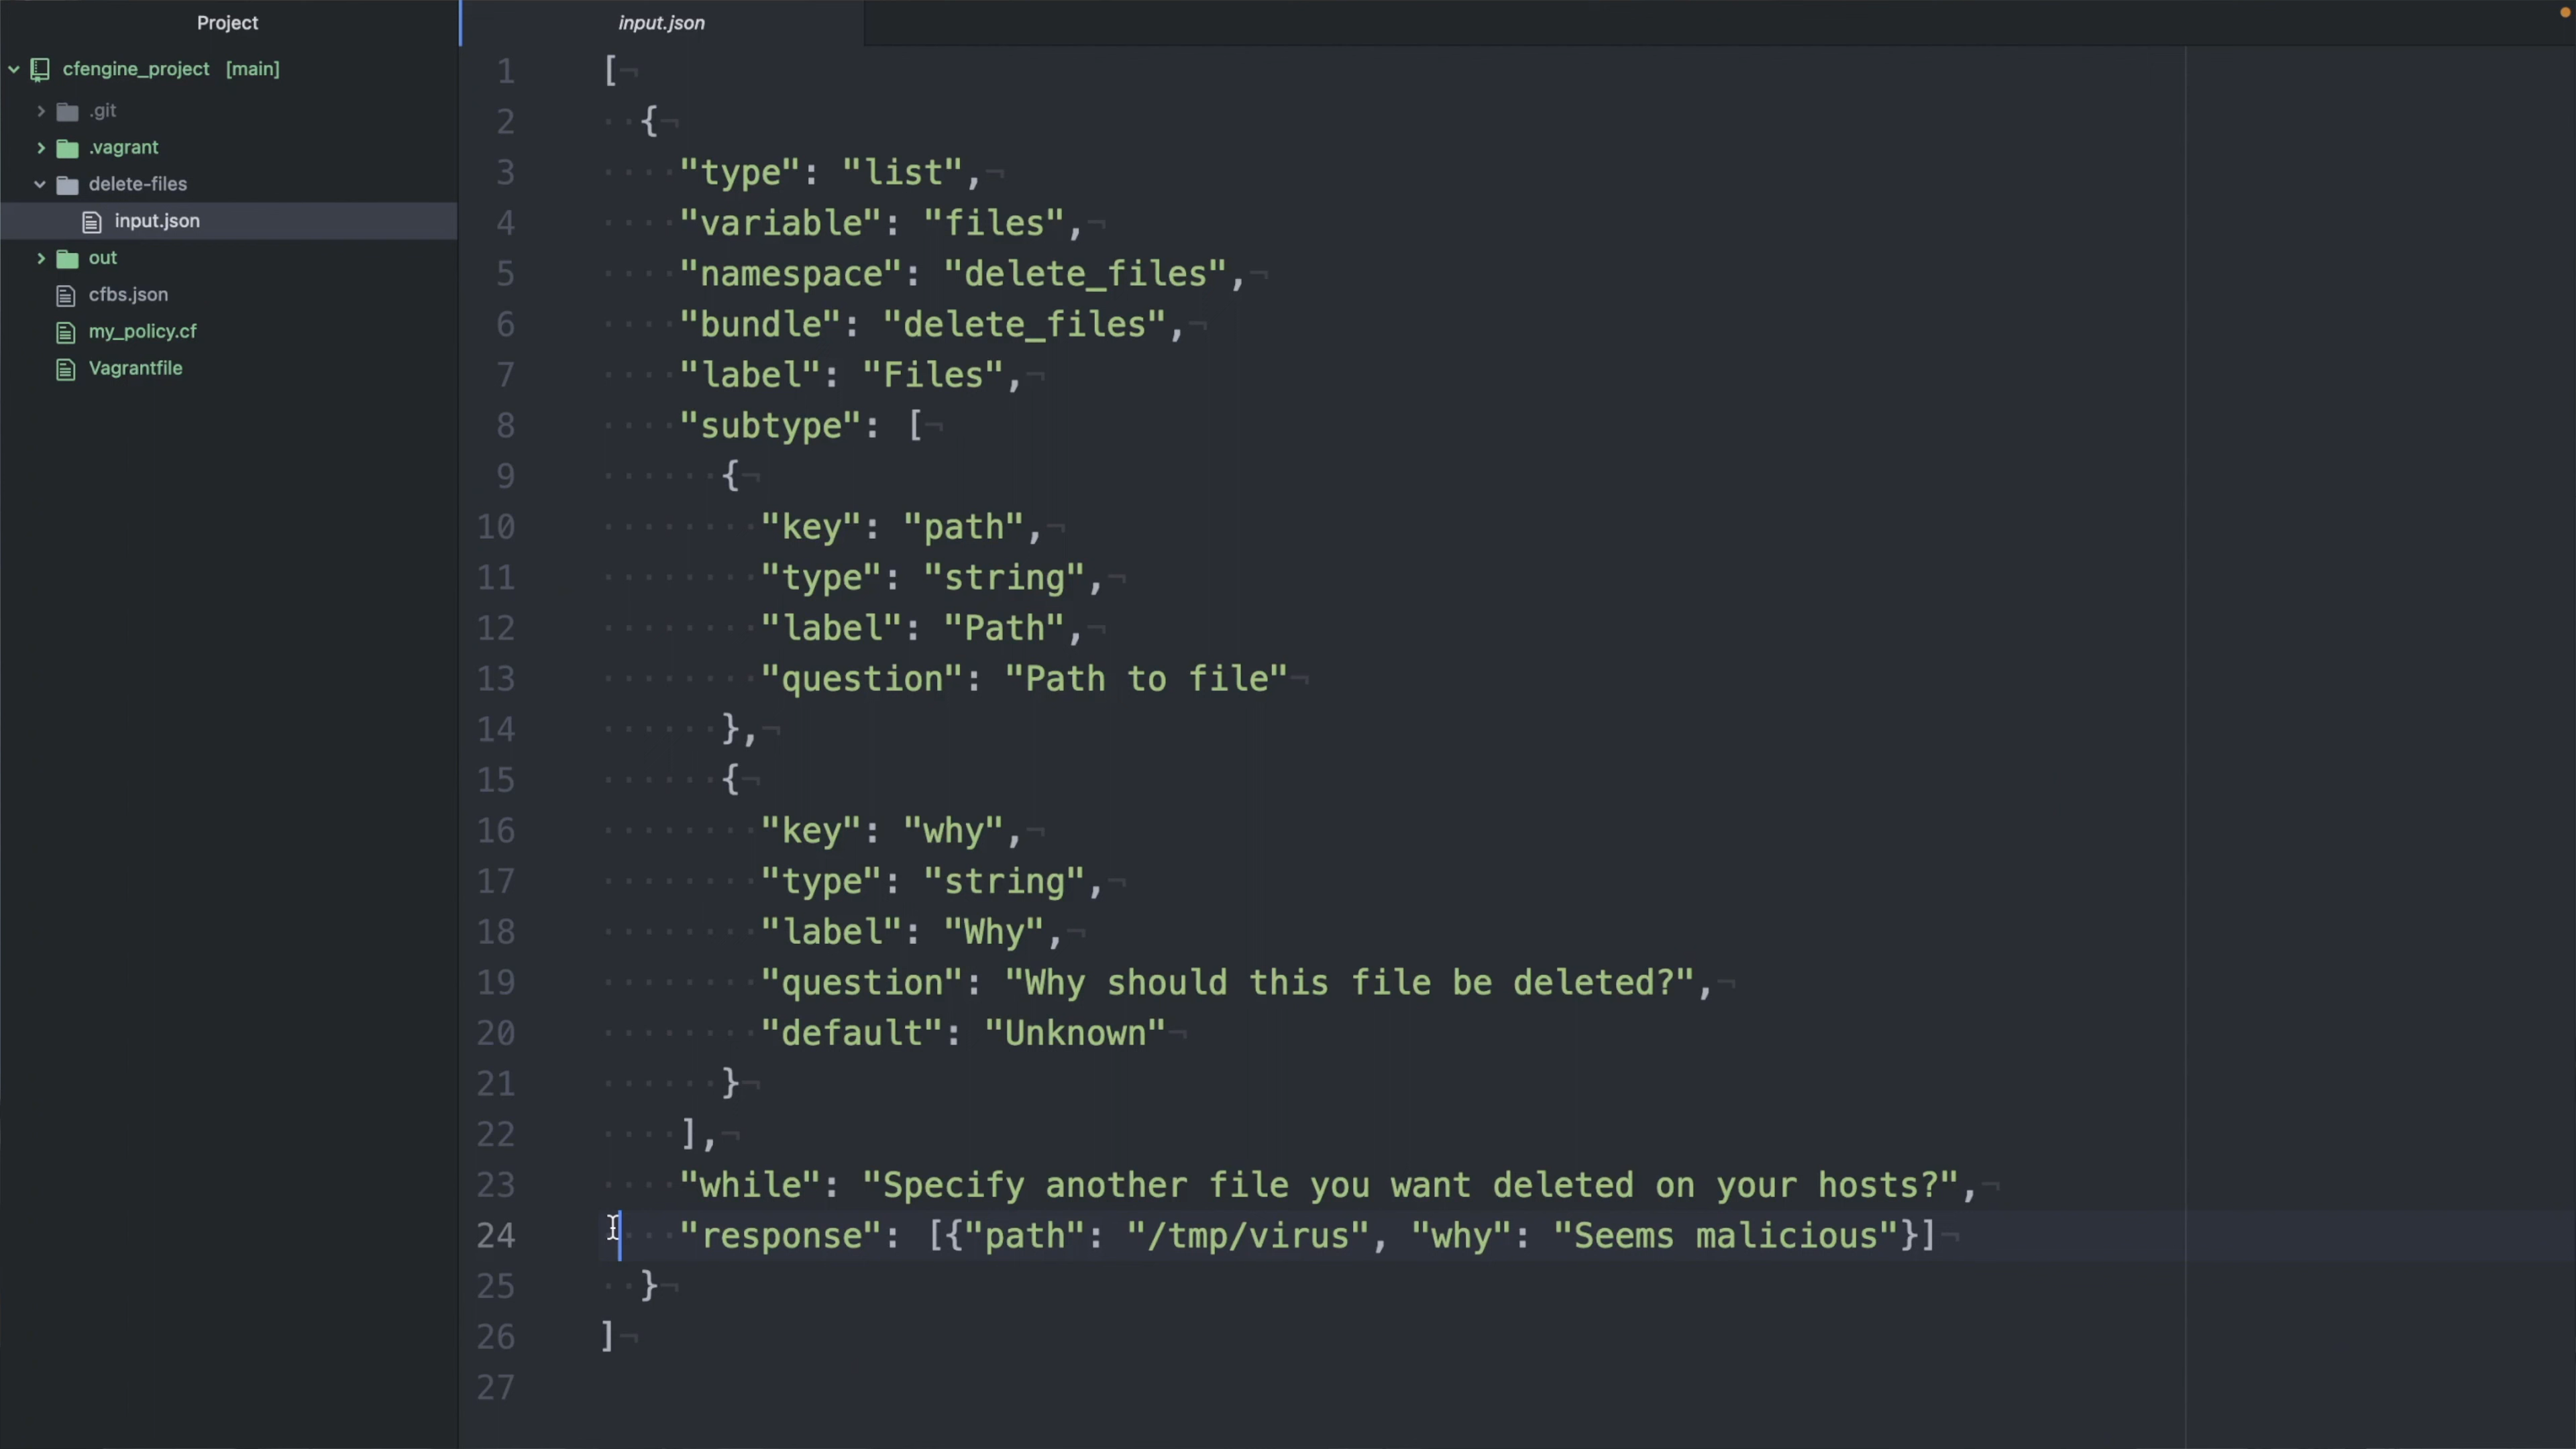 Project
input.json
cfengine_project [main]
.git
.vagrant
delete-files
input.json
out
cfbs.json
my_policy.cf
Vagrantfile
1 [
2 {
3 "type": "list",
4 "variable": "files",
5 "namespace": "delete_files",
6 "bundle": "delete_files",
7 "label": "Files",
8 "subtype": [
9 {
10 "key": "path",
11 "type": "string",
12 "label": "Path",
13 "question": "Path to file"
14 },
15 {
16 "key": "why",
17 "type": "string",
18 "label": "Why",
19 "question": "Why should this file be deleted?",
20 "default": "Unknown"
21 }
22 ],
23 "while": "Specify another file you want deleted on your hosts?",
24 "response": [{"path": "/tmp/virus", "why": "Seems malicious"}]
25 }
26 ]
27